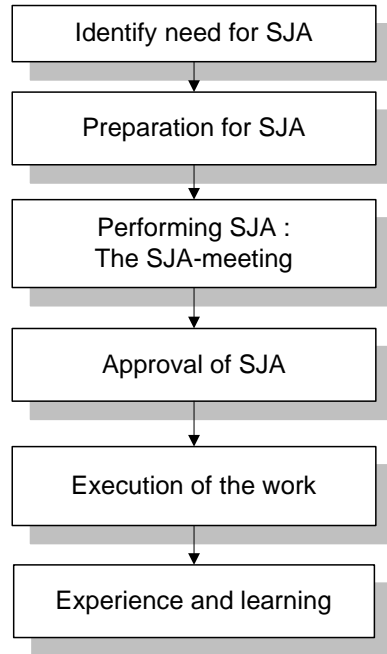 Identify need for SJA
Preparation for SJA
Performing SJA :
The SJA-meeting
Approval of SJA
Execution of the work
Experience and learning